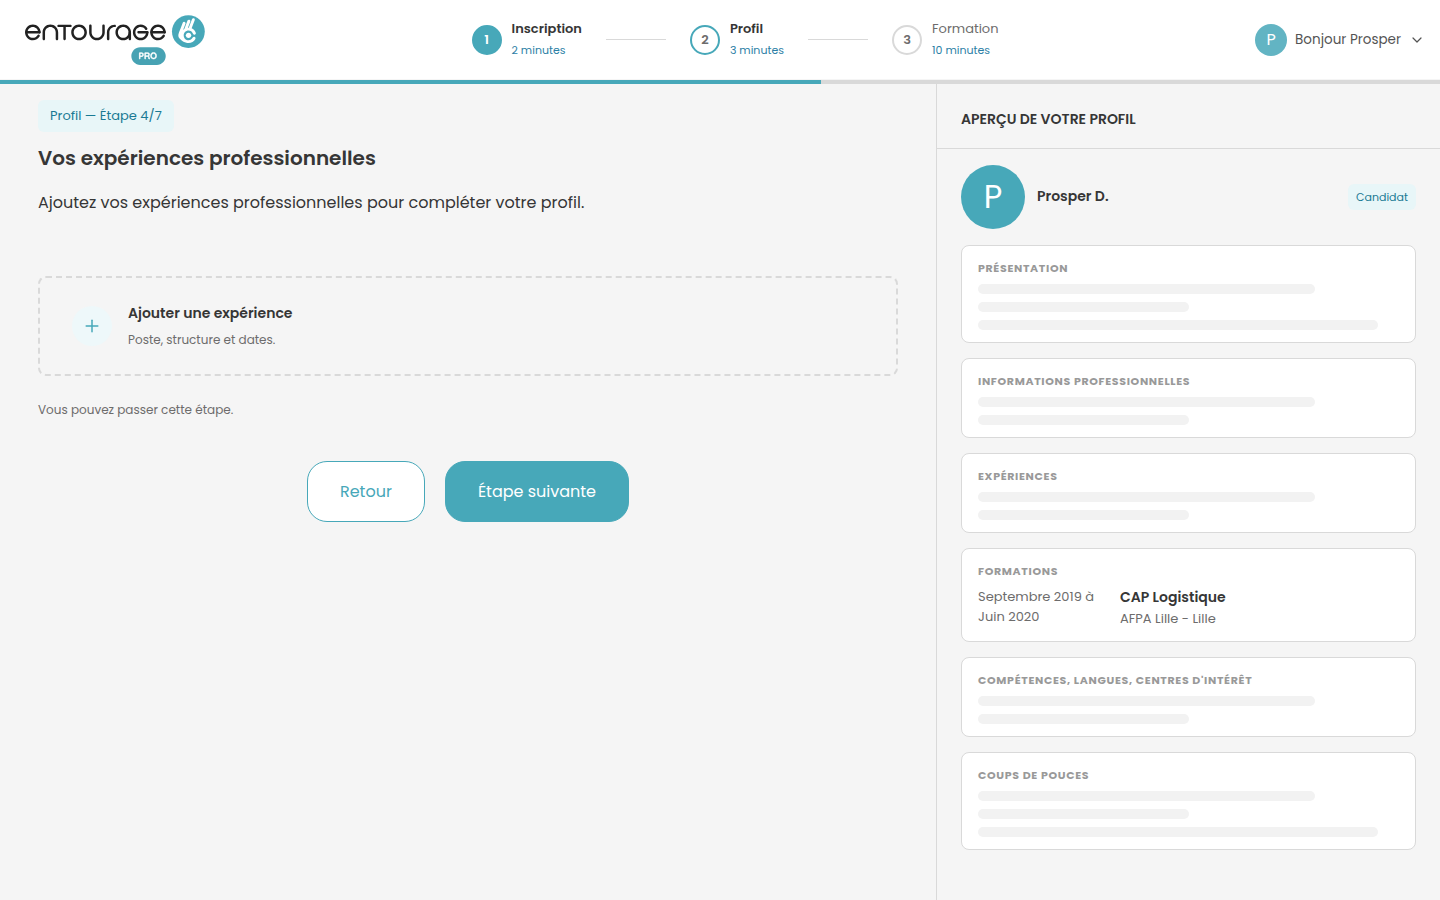 entourage
PRO
1
Inscription
2 minutes
2
Profil
3 minutes
3
Formation
10 minutes
P
Bonjour Prosper
Profil — Étape 4/7
Vos expériences professionnelles
Ajoutez vos expériences professionnelles pour compléter votre profil.
Ajouter une expérience
Poste, structure et dates.
Vous pouvez passer cette étape.
Retour
Étape suivante
APERÇU DE VOTRE PROFIL
P
Prosper D.
Candidat
PRÉSENTATION
INFORMATIONS PROFESSIONNELLES
EXPÉRIENCES
FORMATIONS
Septembre 2019 à
Juin 2020
CAP Logistique
AFPA Lille - Lille
COMPÉTENCES, LANGUES, CENTRES D'INTÉRÊT
COUPS DE POUCES